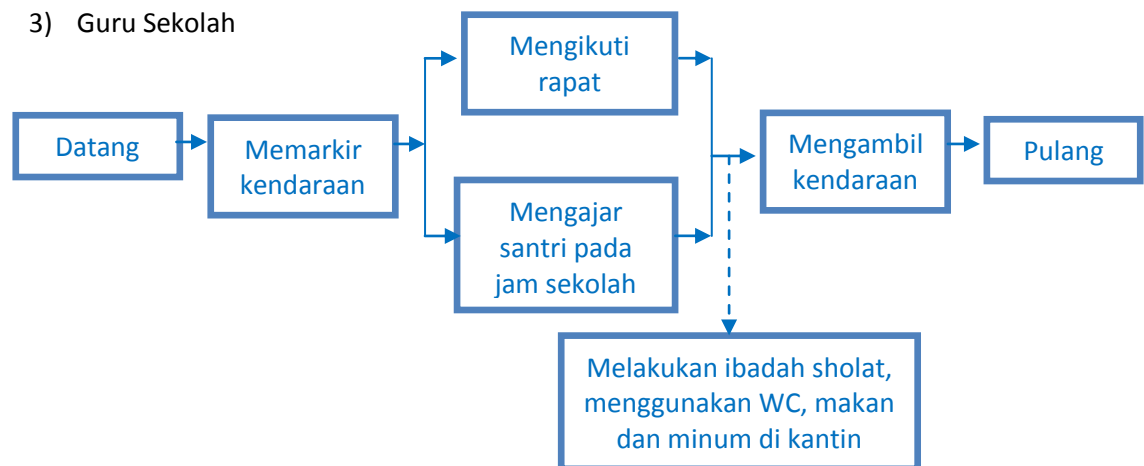 3) Guru Sekolah
Mengikuti
rapat
Datang
Memarkir
kendaraan
Mengajar
santri pada
jam sekolah
Mengambil
kendaraan
Pulang
Melakukan ibadah sholat,
menggunakan WC, makan
dan minum di kantin